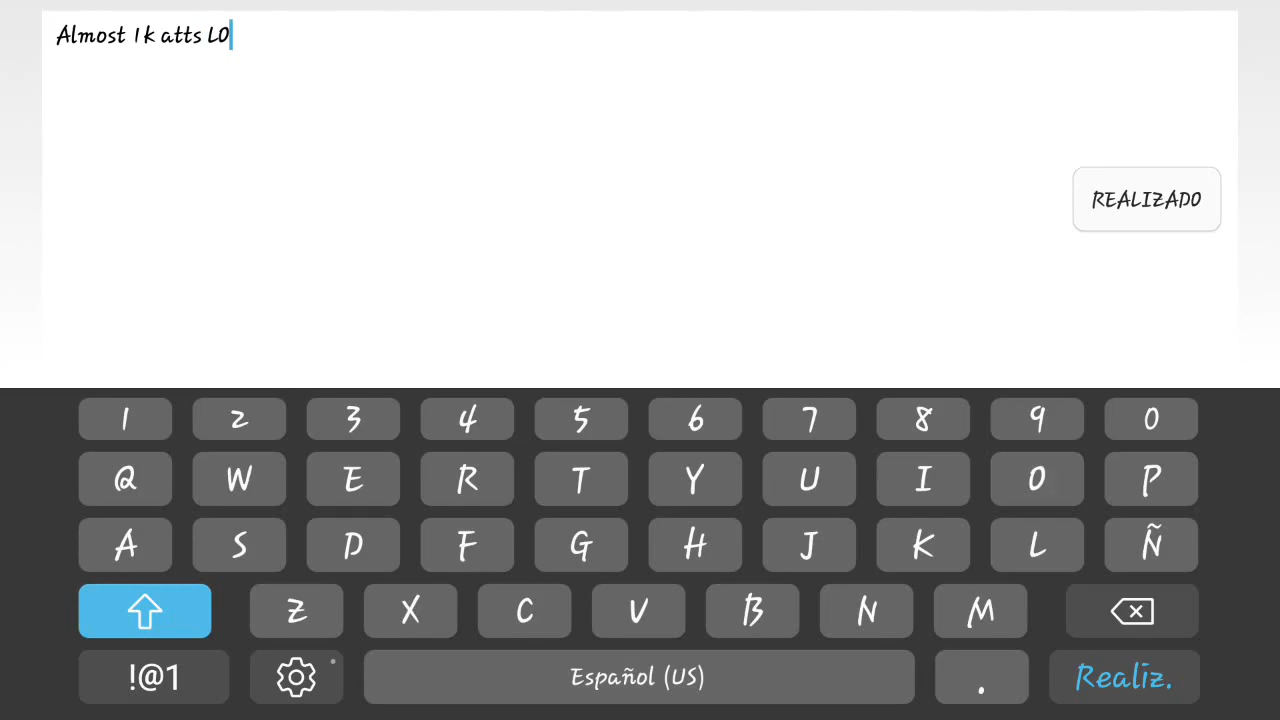 Almost 1k atts LO
REALIZADO
1 2 3 4 5 6 7 8 9 0
Q W E R T Y U I O P
A S D F G H J K L Ñ
Z X C V B N M
!@1 Español (US) . Realiz.